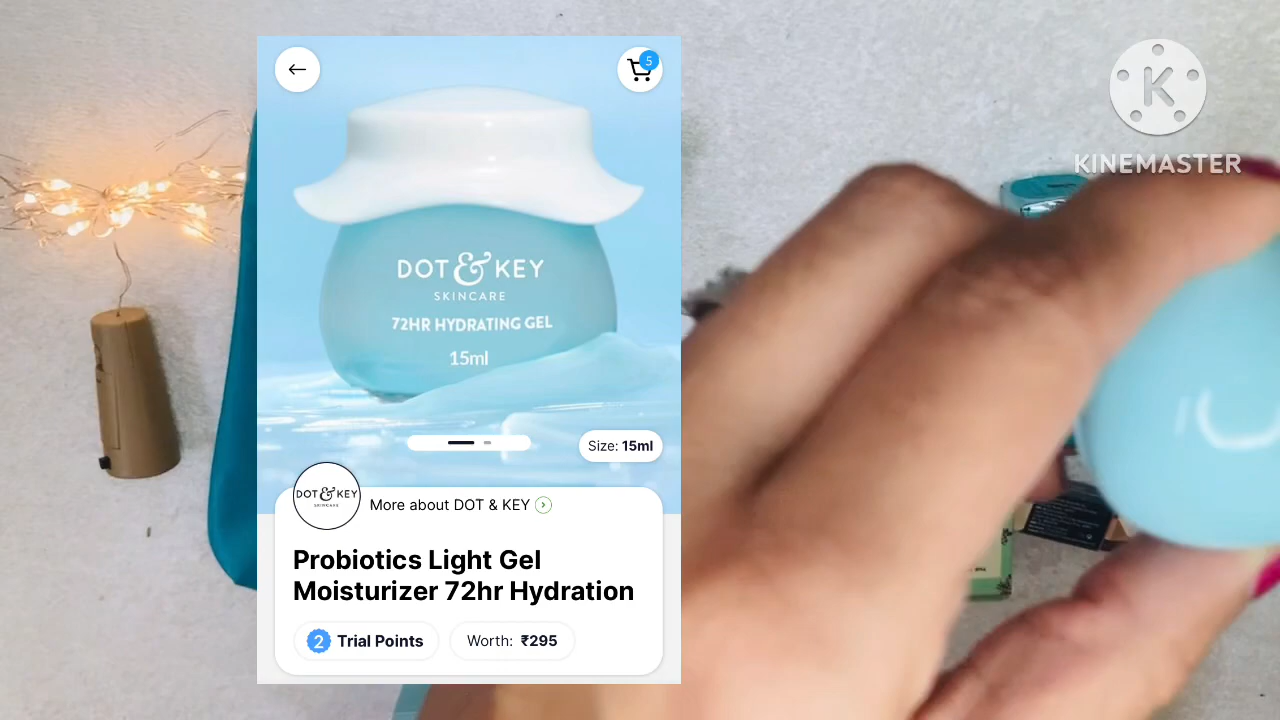 5
DOT & KEY
SKINCARE
72HR HYDRATING GEL
15ml
Size: 15ml
DOT & KEY
SKINCARE
More about DOT & KEY
Probiotics Light Gel
Moisturizer 72hr Hydration
2 Trial Points
Worth: ₹295
K
KINEMASTER